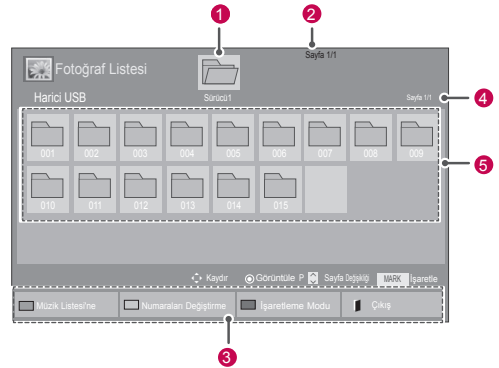 1 2
Sayfa 1/1
Fotoğraf Listesi
Harici USB Sürücü1 Sayfa 1/1 4
001 002 003 004 005 006 007 008 009
5
010 011 012 013 014 015
Kaydır Görüntüle P Sayfa Değşikliği MARK İşaretle
Müzik Listesi'ne Numaraları Değiştirme İşaretleme Modu Çıkış
3